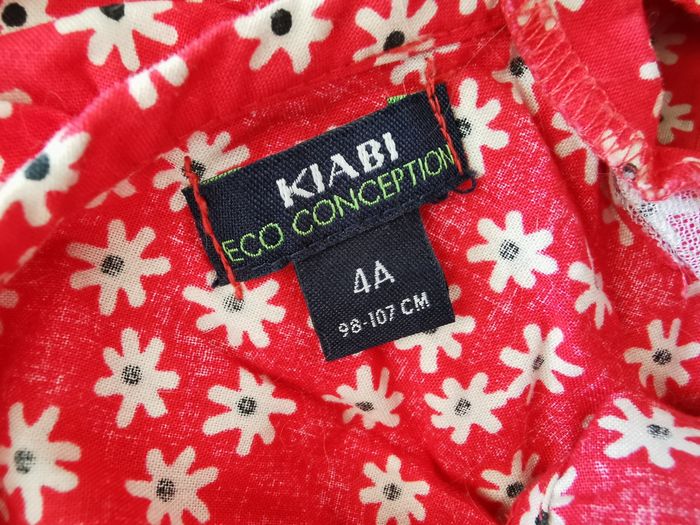 KIABI
ECO CONCEPTION
4A
98-107 CM